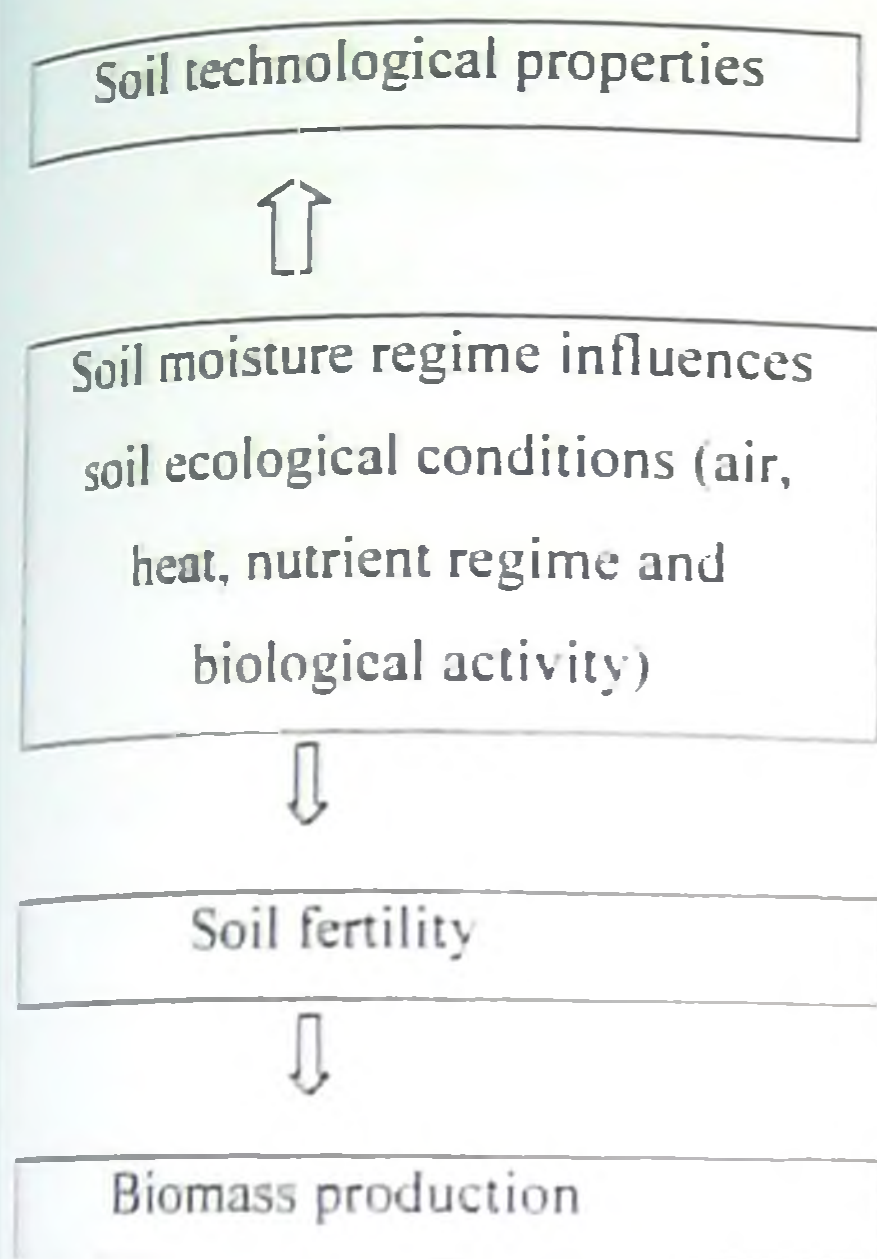 Soil technological properties
Soil moisture regime influences
soil ecological conditions (air,
heat, nutrient regime and
biological activity)
Soil fertility
Biomass production